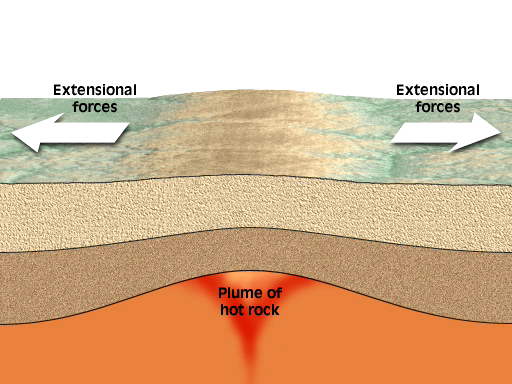 Extensional
forces
Extensional
forces
Plume of
hot rock